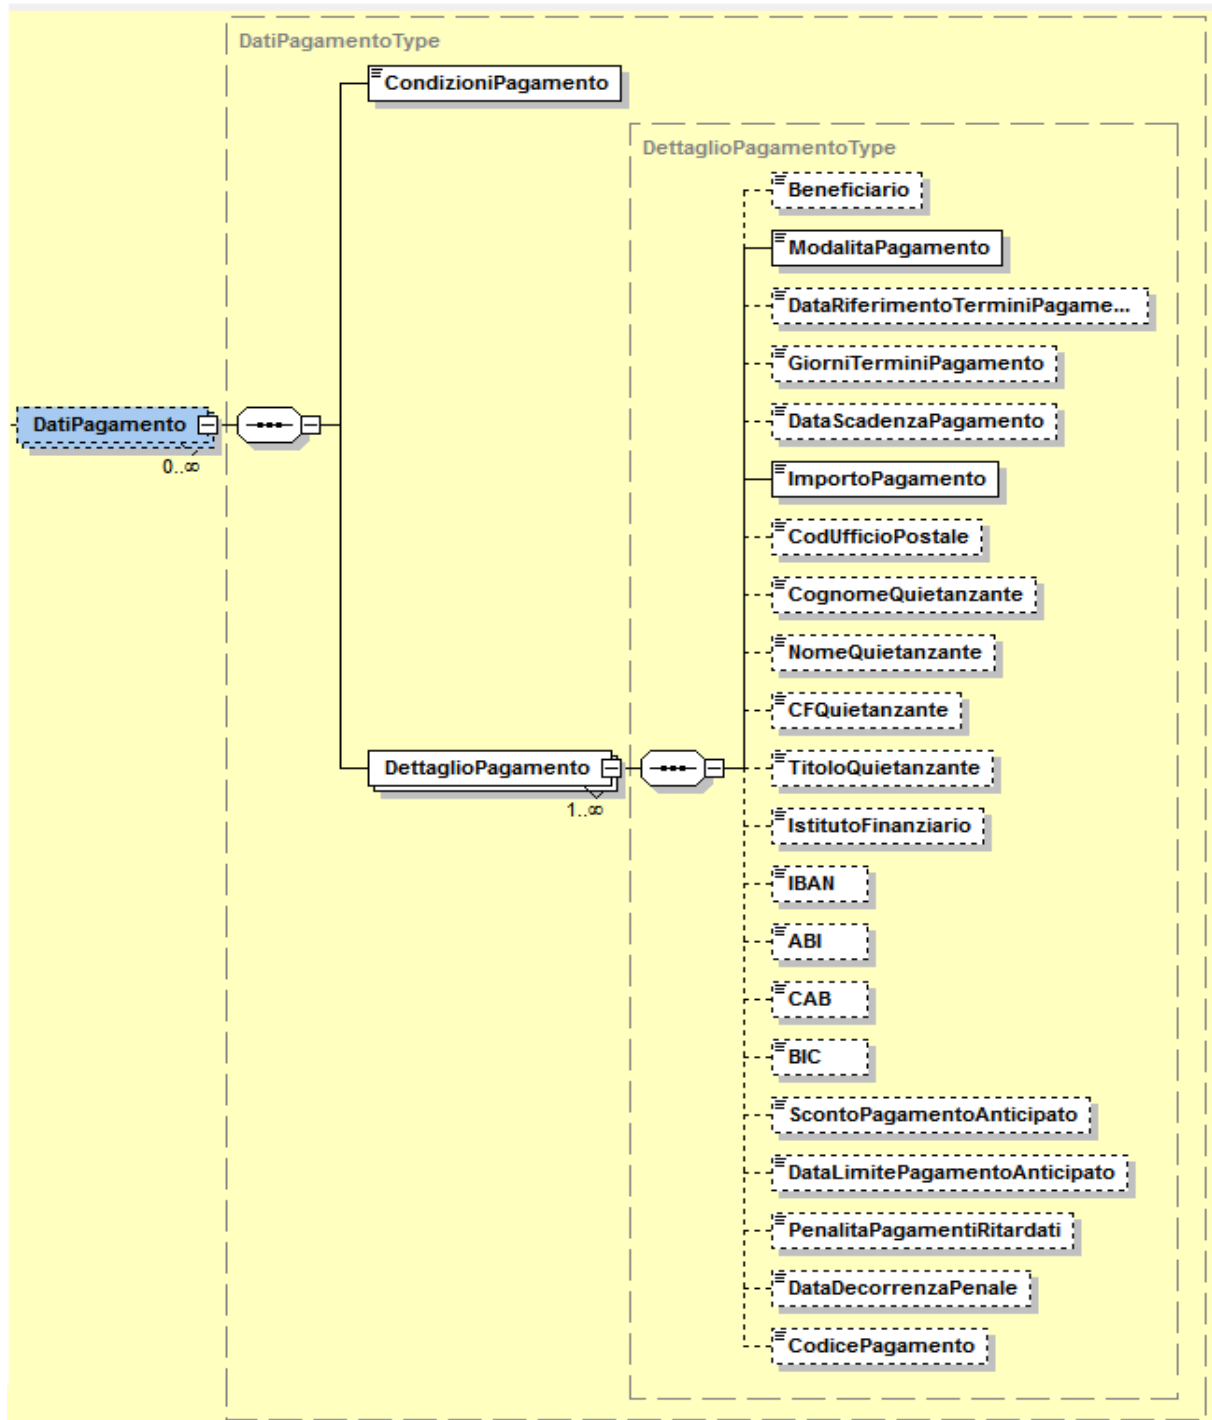 DatiPagamentoType
CondizioniPagamento
DettaglioPagamentoType
Beneficiario
ModalitaPagamento
DataRiferimentoTerminiPagame...
GiorniTerminiPagamento
DataScadenzaPagamento
DatiPagamento
0..∞
ImportoPagamento
CodUfficioPostale
CognomeQuietanzante
NomeQuietanzante
CFQuietanzante
DettaglioPagamento
1..∞
TitoloQuietanzante
IstitutoFinanziario
IBAN
ABI
CAB
BIC
ScontoPagamentoAnticipato
DataLimitePagamentoAnticipato
PenalitaPagamentiRitardati
DataDecorrenzaPenale
CodicePagamento